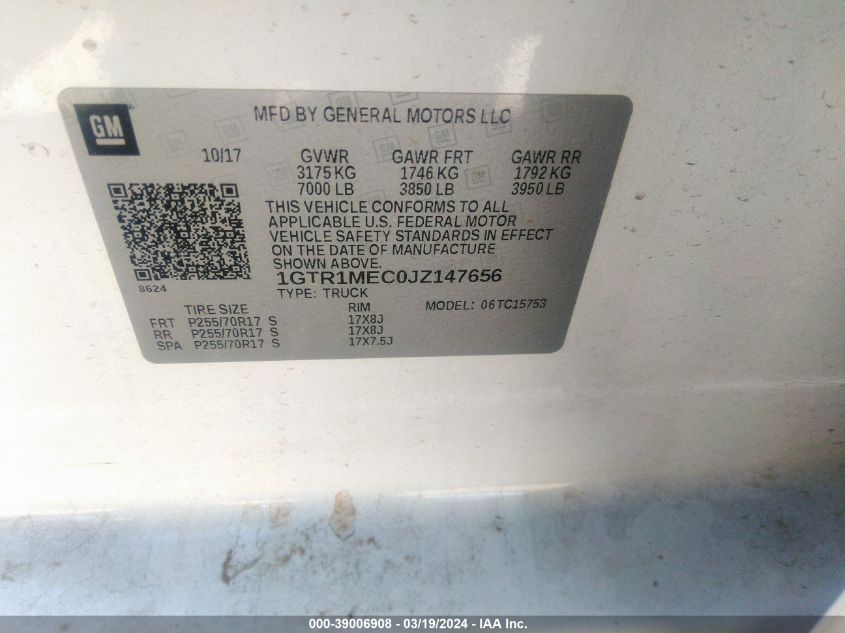 GM
MFD BY GENERAL MOTORS LLC
10/17 GVWR GAWR FRT GAWR RR
3175 KG 1746 KG 1792 KG
7000 LB 3850 LB 3950 LB
THIS VEHICLE CONFORMS TO ALL
APPLICABLE U.S. FEDERAL MOTOR
VEHICLE SAFETY STANDARDS IN EFFECT
ON THE DATE OF MANUFACTURE
SHOWN ABOVE.
8624
1GTR1MEC0JZ147656
TYPE: TRUCK MODEL: 06TC15753
TIRE SIZE RIM
FRT P255/70R17 S 17X8J
RR P255/70R17 S 17X8J
SPA P255/70R17 S 17X7.5J
000-39006908 - 03/19/2024 - IAA Inc.